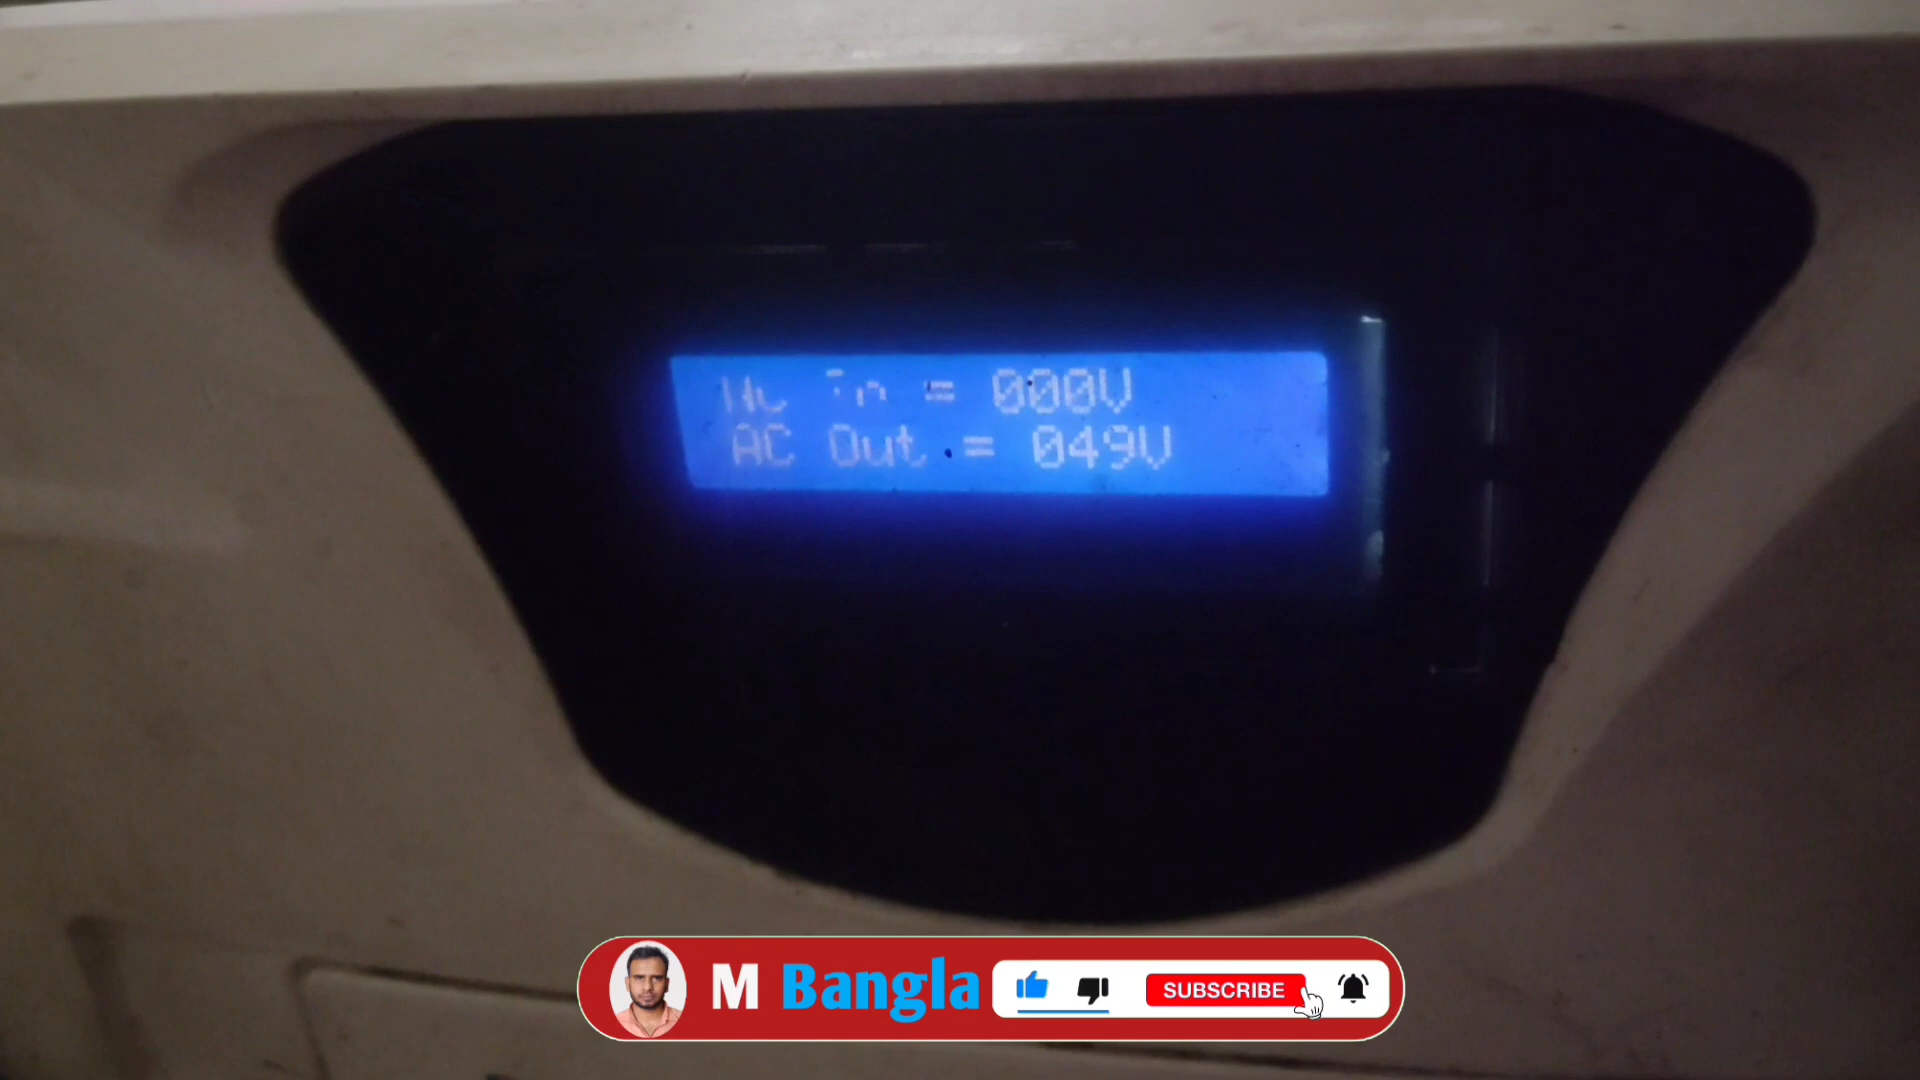 AC in = 000V
AC Out = 049V
M Bangla
SUBSCRIBE